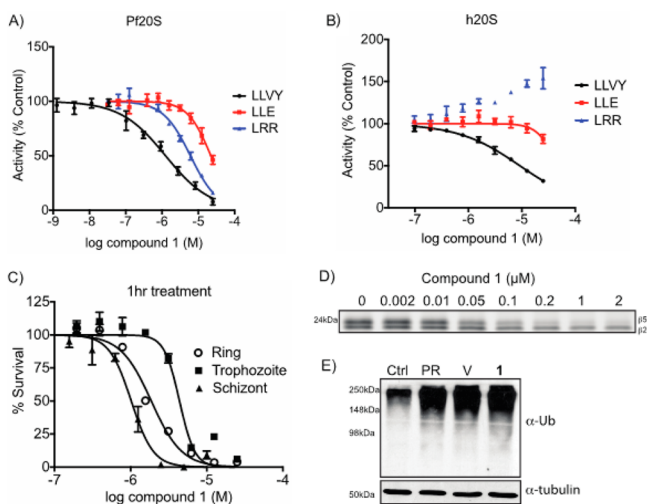 A)
Pf20S
Activity (% Control)
150
100
50
0
-9 -8 -7 -6 -5 -4
log compound 1 (M)
LLVY
LLE
LRR
B)
h20S
Activity (% Control)
200
150
100
50
0
-7 -6 -5 -4
log compound 1 (M)
LLVY
LLE
LRR
C)
1hr treatment
% Survival
125
100
75
50
25
0
-7 -6 -5 -4
log compound 1 (M)
Ring
Trophozoite
Schizont
D)
Compound 1 (μM)
0 0.002 0.01 0.05 0.1 0.2 1 2
24kDa
β5
β2
E)
Ctrl PR V 1
250kDa
148kDa
98kDa
α-Ub
50kDa
α-tubulin